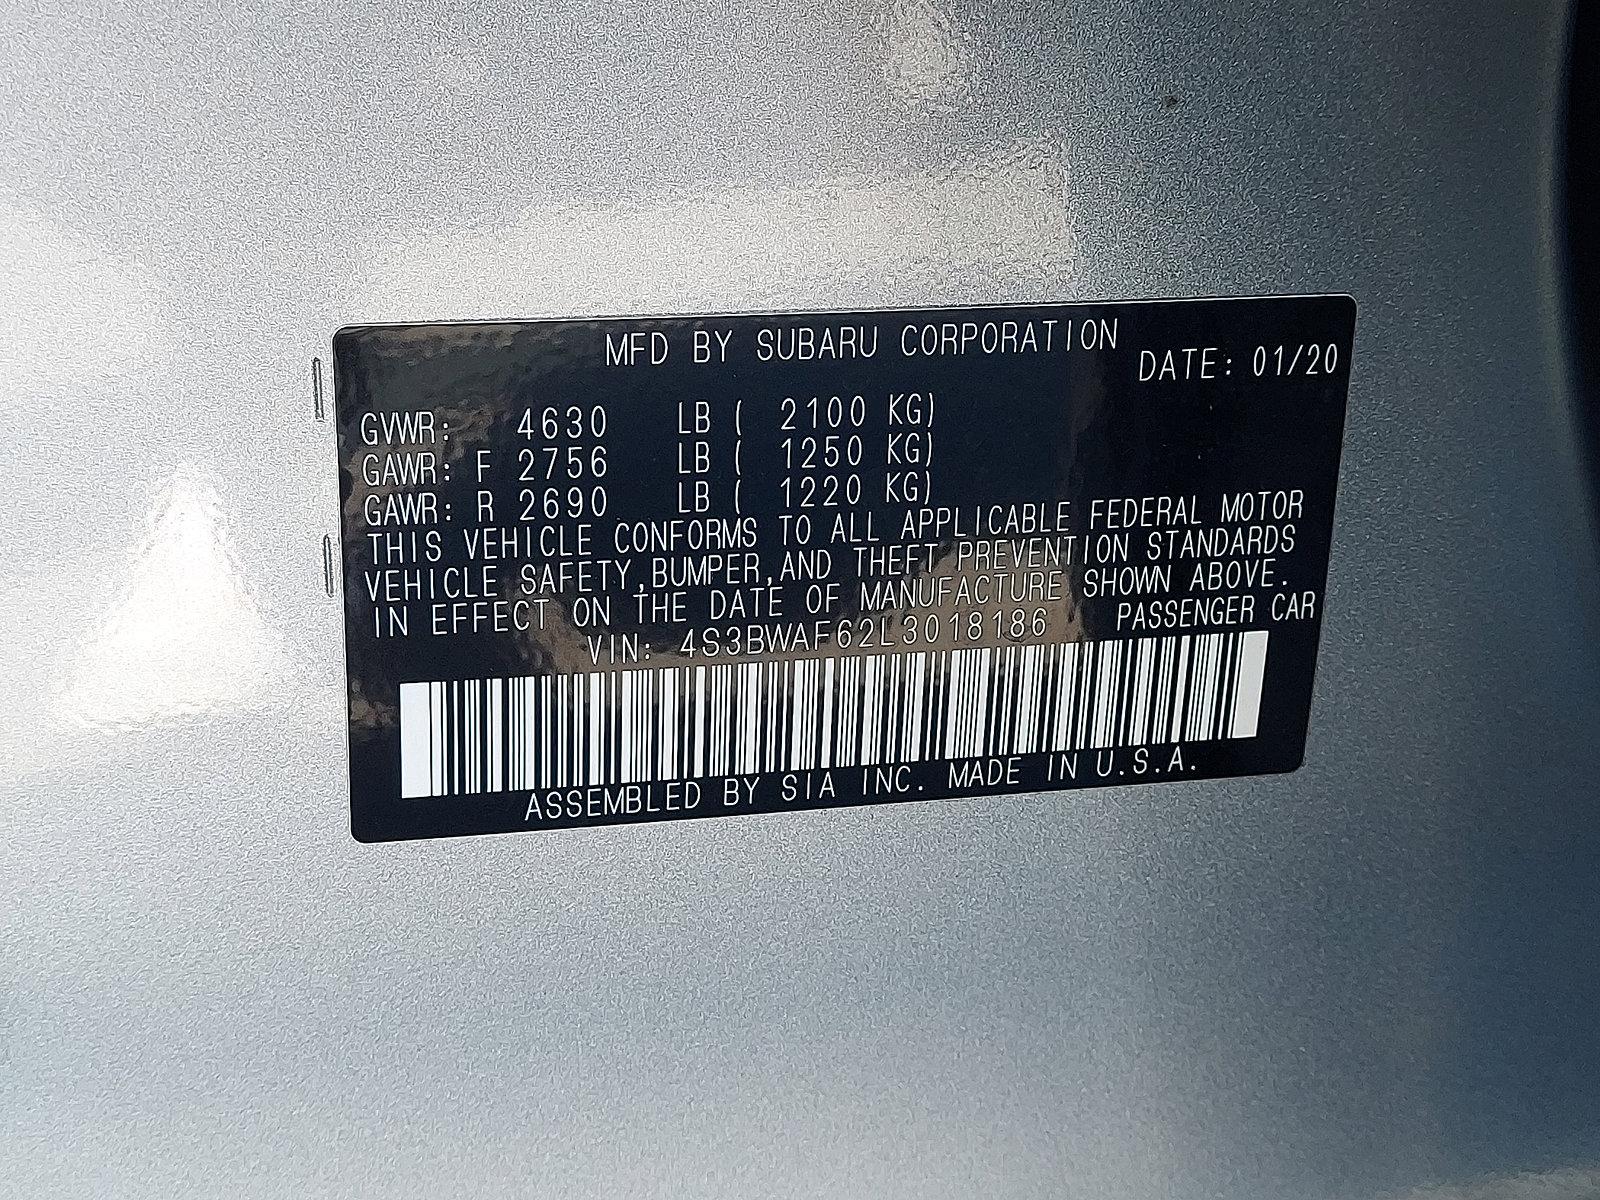 MFD BY SUBARU CORPORATION
DATE: 01/20
GVWR: 4630 LB ( 2100 KG)
GAWR: F 2756 LB ( 1250 KG)
GAWR: R 2690 LB ( 1220 KG)
THIS VEHICLE CONFORMS TO ALL APPLICABLE FEDERAL MOTOR
VEHICLE SAFETY,BUMPER,AND THEFT PREVENTION STANDARDS
IN EFFECT ON THE DATE OF MANUFACTURE SHOWN ABOVE.
VIN: 4S3BWAF62L3018186 PASSENGER CAR
ASSEMBLED BY SIA INC. MADE IN U.S.A.